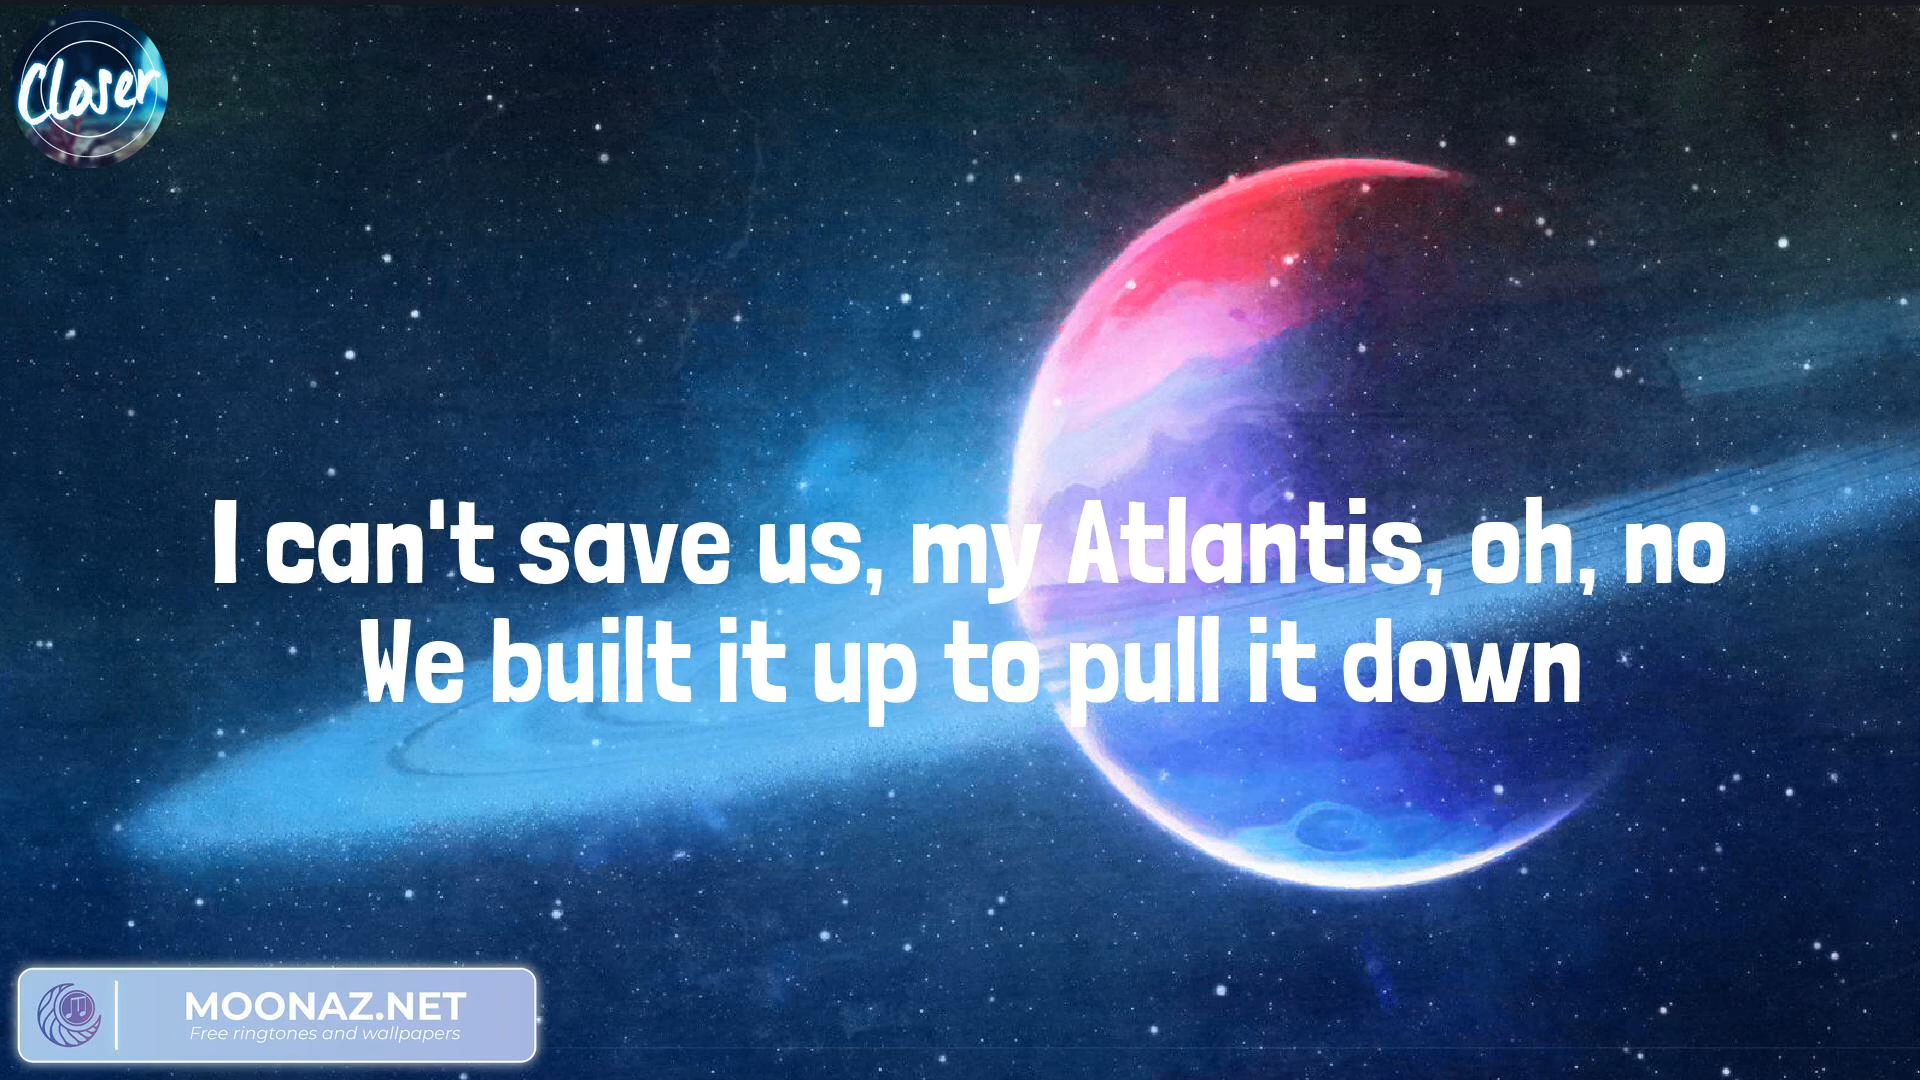 Closer
I can't save us, my Atlantis, oh, no
We built it up to pull it down
MOONAZ.NET
Free ringtones and wallpapers